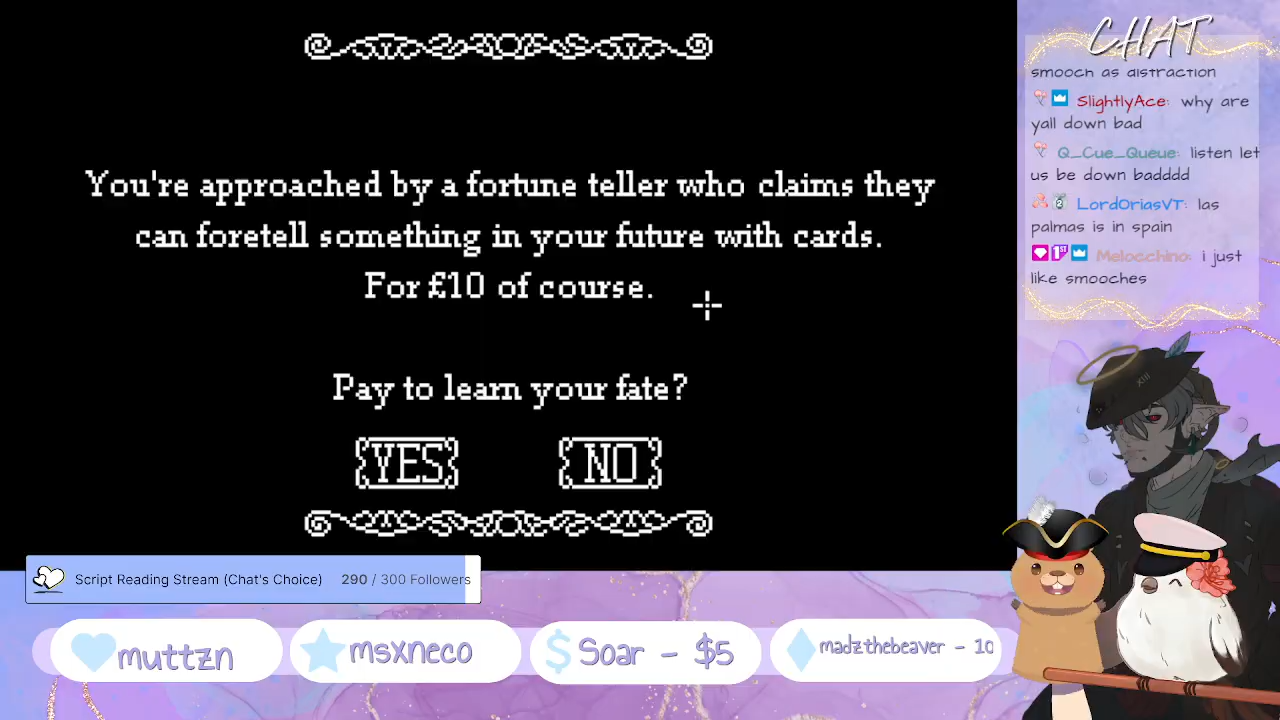 You're approached by a fortune teller who claims they
can foretell something in your future with cards.
For £10 of course.
Pay to learn your fate?
YES
NO
CHAT
smooch as distraction
SlightlyAce: why are
yall down bad
Q_Cue_Queue: listen let
us be down badddd
LordOriasVT: las
palmas is in spain
Melocchino: i just
like smooches
XIII
Script Reading Stream (Chat's Choice) 290 / 300 Followers
muttzn
msxneco
$ Soar - $5
madzthebeaver - 10